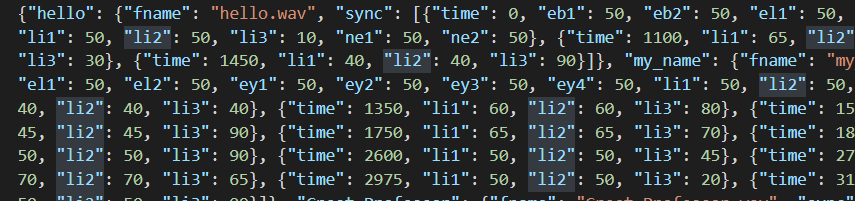 {"hello": {"fname": "hello.wav", "sync": [{"time": 0, "eb1": 50, "eb2": 50, "el1": 50,
"li1": 50, "li2": 50, "li3": 10, "ne1": 50, "ne2": 50}, {"time": 1100, "li1": 65, "li2"
"li3": 30}, {"time": 1450, "li1": 40, "li2": 40, "li3": 90}]}, "my_name": {"fname": "my
"el1": 50, "el2": 50, "ey1": 50, "ey2": 50, "ey3": 50, "ey4": 50, "li1": 50, "li2": 50,
40, "li2": 40, "li3": 40}, {"time": 1350, "li1": 60, "li2": 60, "li3": 80}, {"time": 15
45, "li2": 45, "li3": 90}, {"time": 1750, "li1": 65, "li2": 65, "li3": 70}, {"time": 18
50, "li2": 50, "li3": 90}, {"time": 2600, "li1": 50, "li2": 50, "li3": 45}, {"time": 27
70, "li2": 70, "li3": 65}, {"time": 2975, "li1": 50, "li2": 50, "li3": 20}, {"time": 31